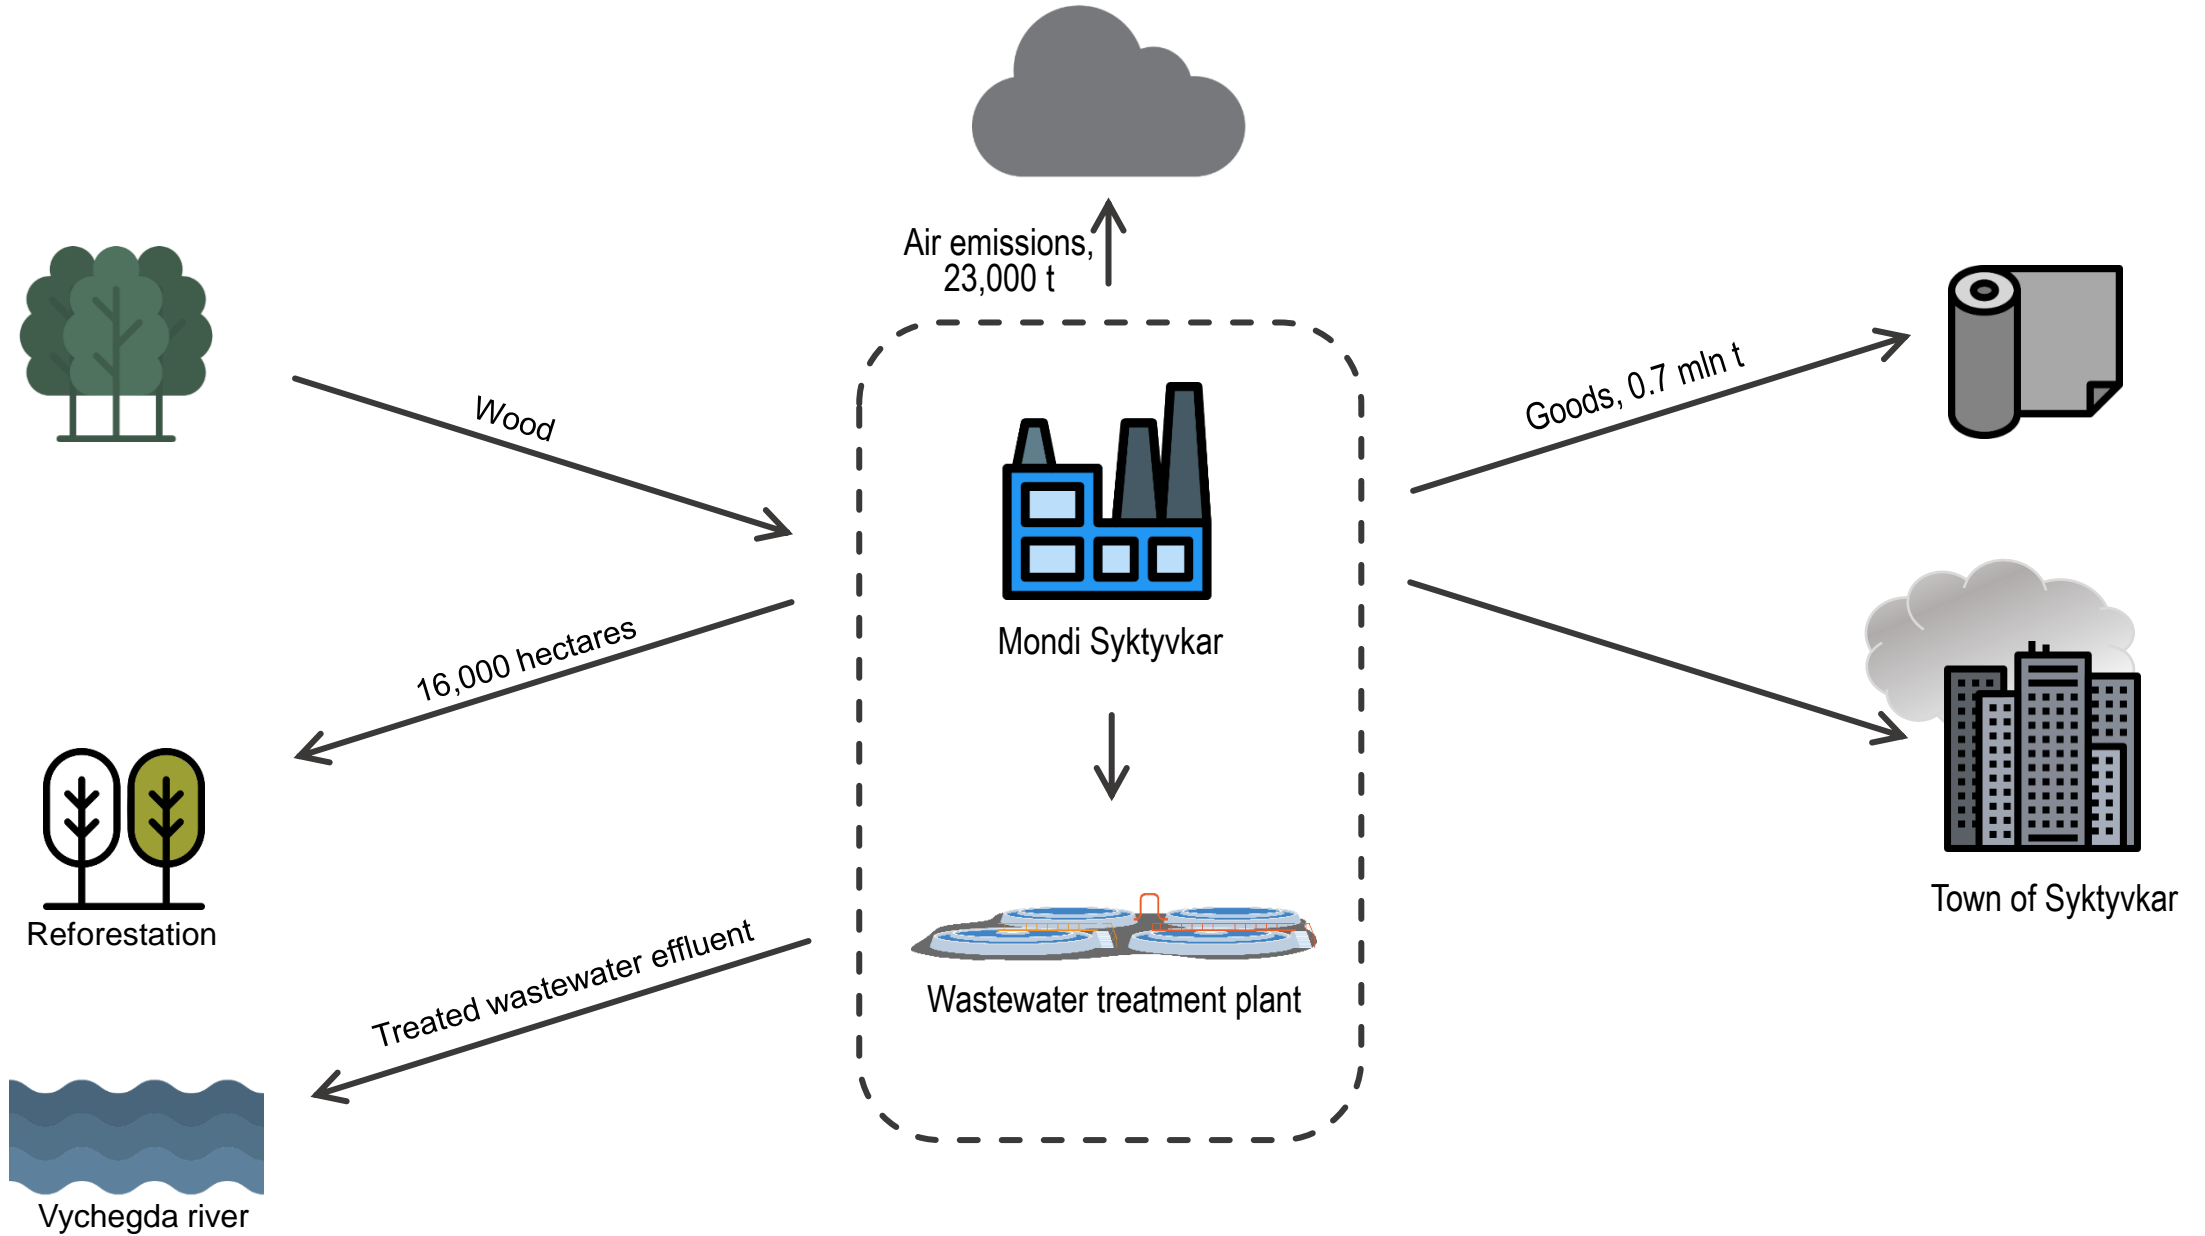 Air emissions,
23,000 t
Wood
Goods, 0.7 mln t
16,000 hectares
Mondi Syktyvkar
Reforestation
Town of Syktyvkar
Treated wastewater effluent
Wastewater treatment plant
Vychegda river